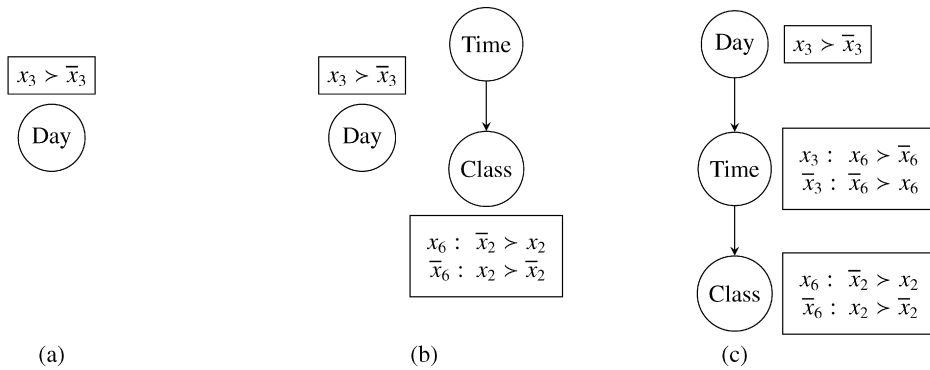 x₃ ≻ x̅₃
Day
(a)
x₃ ≻ x̅₃
Day
Time
Class
x₆ : x̅₂ ≻ x₂
x̅₆ : x₂ ≻ x̅₂
(b)
Day
x₃ ≻ x̅₃
Time
x₃ : x₆ ≻ x̅₆
x̅₃ : x̅₆ ≻ x₆
Class
x₆ : x̅₂ ≻ x₂
x̅₆ : x₂ ≻ x̅₂
(c)